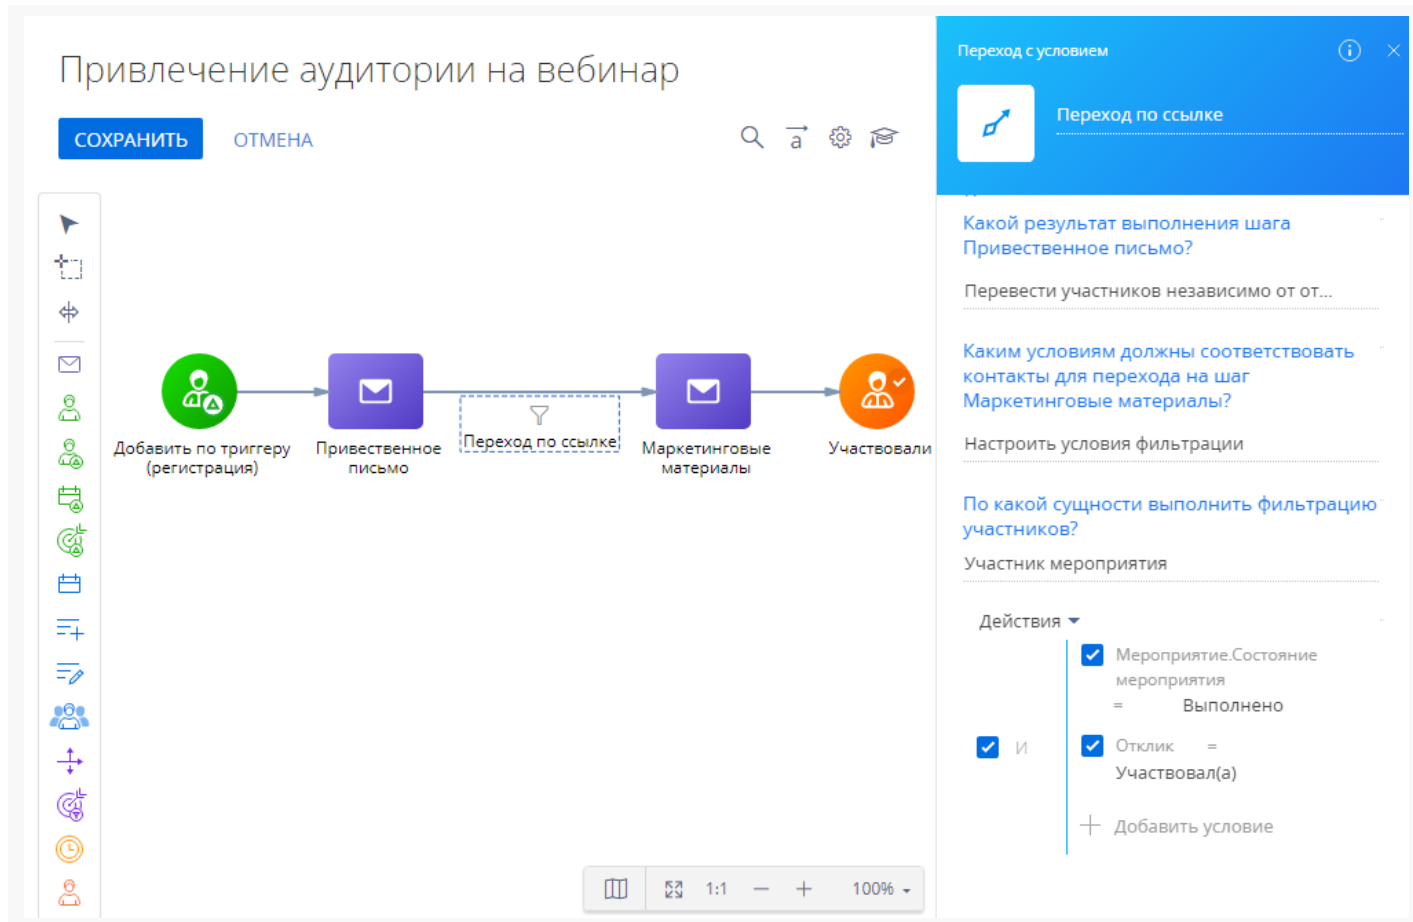 Привлечение аудитории на вебинар
СОХРАНИТЬ
ОТМЕНА
a
Добавить по триггеру
(регистрация)
Привественное
письмо
Переход по ссылке
Маркетинговые
материалы
Участвовали
1:1
100%
Переход с условием
Переход по ссылке
Какой результат выполнения шага
Привественное письмо?
Перевести участников независимо от от...
Каким условиям должны соответствовать
контакты для перехода на шаг
Маркетинговые материалы?
Настроить условия фильтрации
По какой сущности выполнить фильтрацию
участников?
Участник мероприятия
Действия
Мероприятие.Состояние
мероприятия
= Выполнено
И
Отклик =
Участвовал(а)
Добавить условие